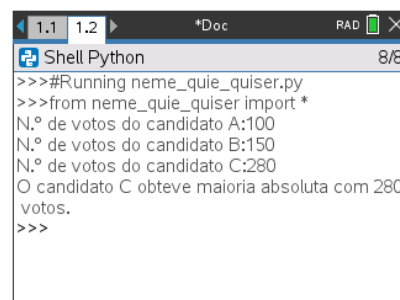 1.1 1.2 *Doc RAD
Shell Python 8/8
>>>#Running neme_quie_quiser.py
>>>from neme_quie_quiser import *
N.º de votos do candidato A:100
N.º de votos do candidato B:150
N.º de votos do candidato C:280
O candidato C obteve maioria absoluta com 280
votos.
>>>